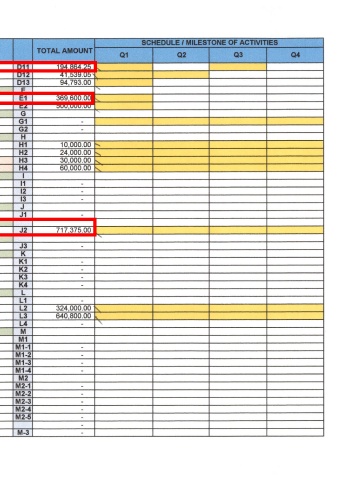 SCHEDULE / MILESTONE OF ACTIVITIES
TOTAL AMOUNT
Q1 Q2 Q3 Q4
D11 194,864.25
D12 41,539.05
D13 94,793.00
F
E1 369,600.00
E2 500,000.00
G
G1 -
G2 -
H
H1 10,000.00
H2 24,000.00
H3 30,000.00
H4 60,000.00
I
I1 -
I2 -
I3 -
J
J1 -
J2 717,375.00
J3 -
K
K1 -
K2 -
K3 -
K4 -
L
L1 -
L2 324,000.00
L3 640,800.00
L4 -
M
M1
M1-1 -
M1-2 -
M1-3 -
M1-4 -
M2
M2-1 -
M2-2 -
M2-3 -
M2-4 -
M2-5 -
-
M-3 -